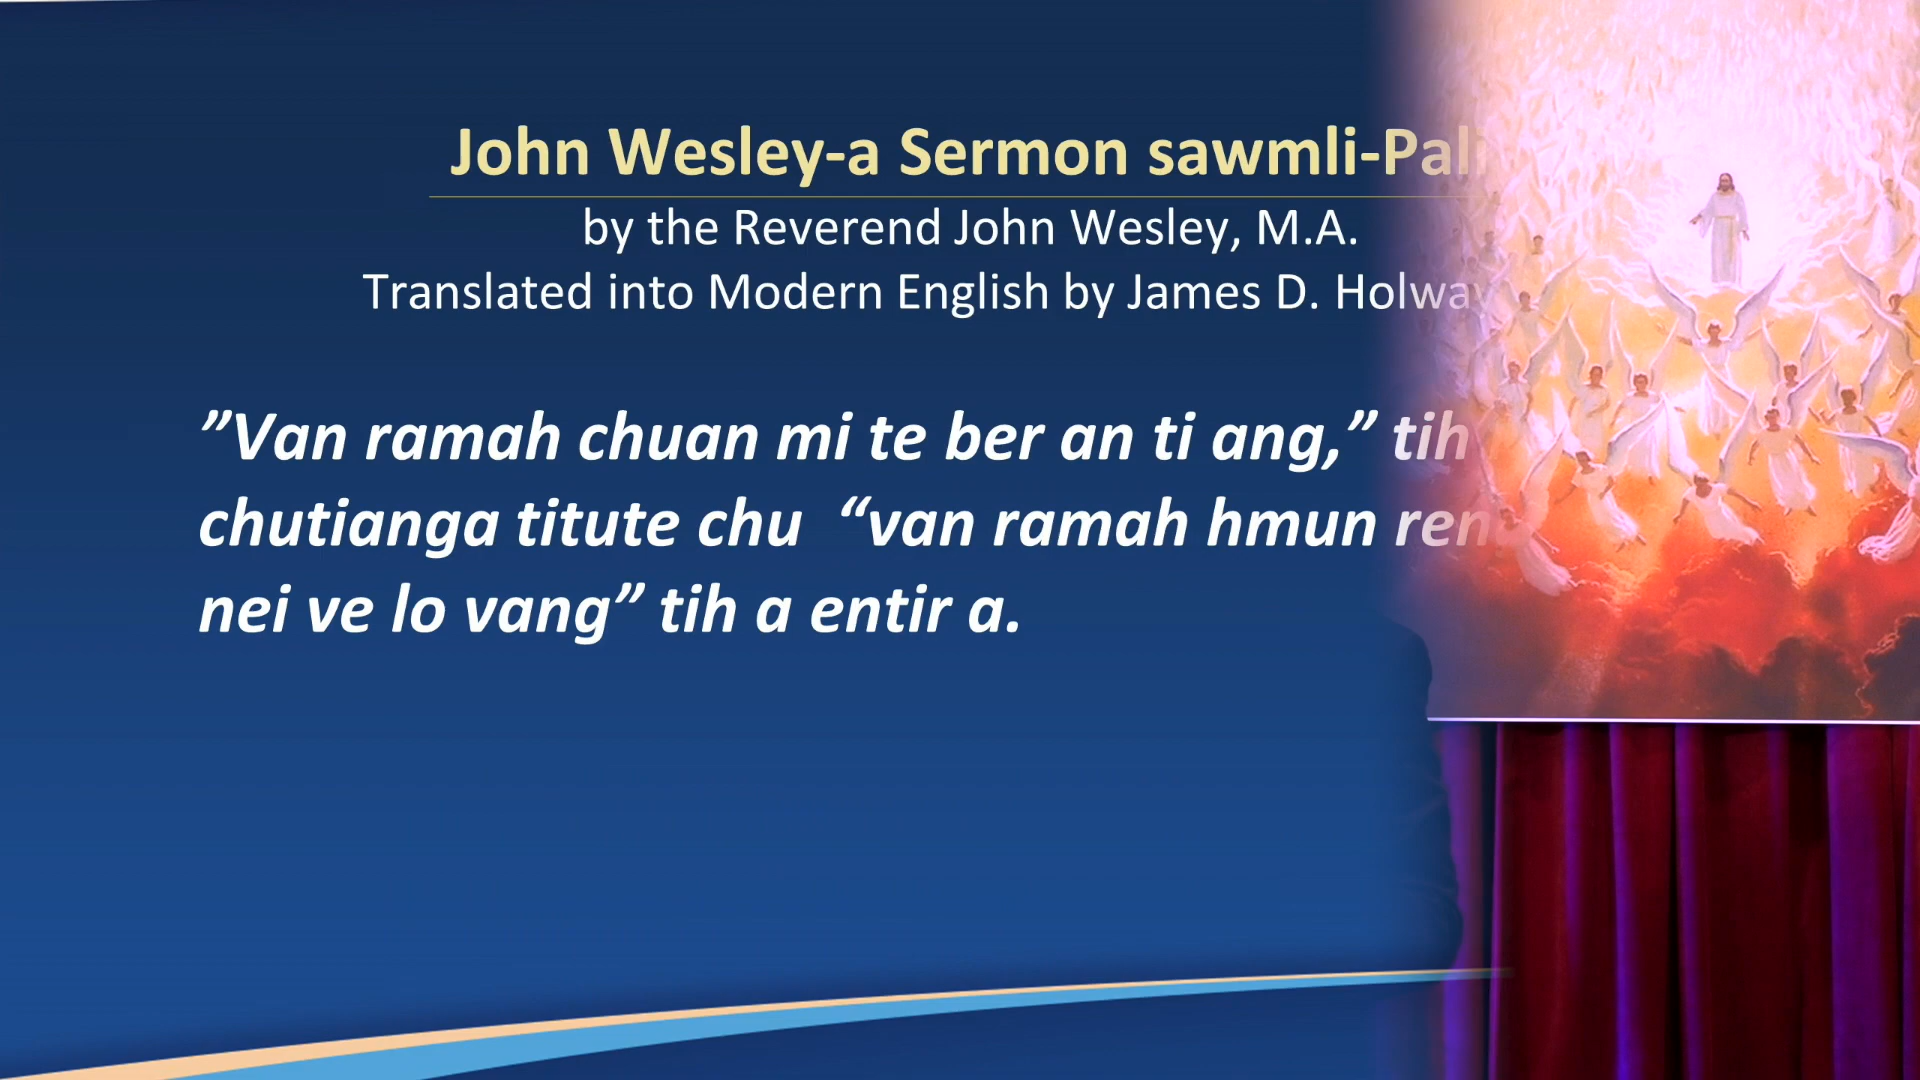 John Wesley-a Sermon sawmli-Pali
by the Reverend John Wesley, M.A.
Translated into Modern English by James D. Holway
”Van ramah chuan mi te ber an ti ang,” tih
chutianga titute chu “van ramah hmun
nei ve lo vang” tih a entir a.